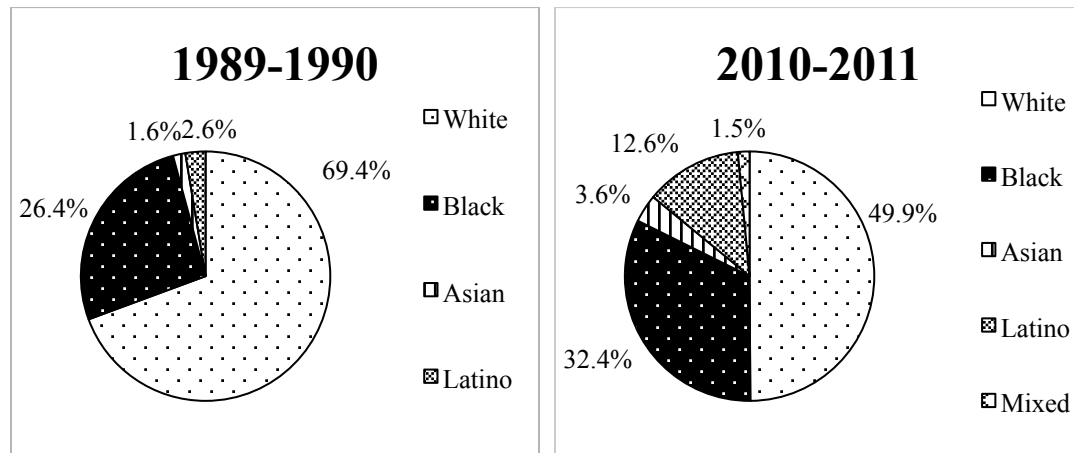 1989-1990
1.6%
2.6%
69.4%
26.4%
White
Black
Asian
Latino
2010-2011
1.5%
12.6%
3.6%
49.9%
32.4%
White
Black
Asian
Latino
Mixed